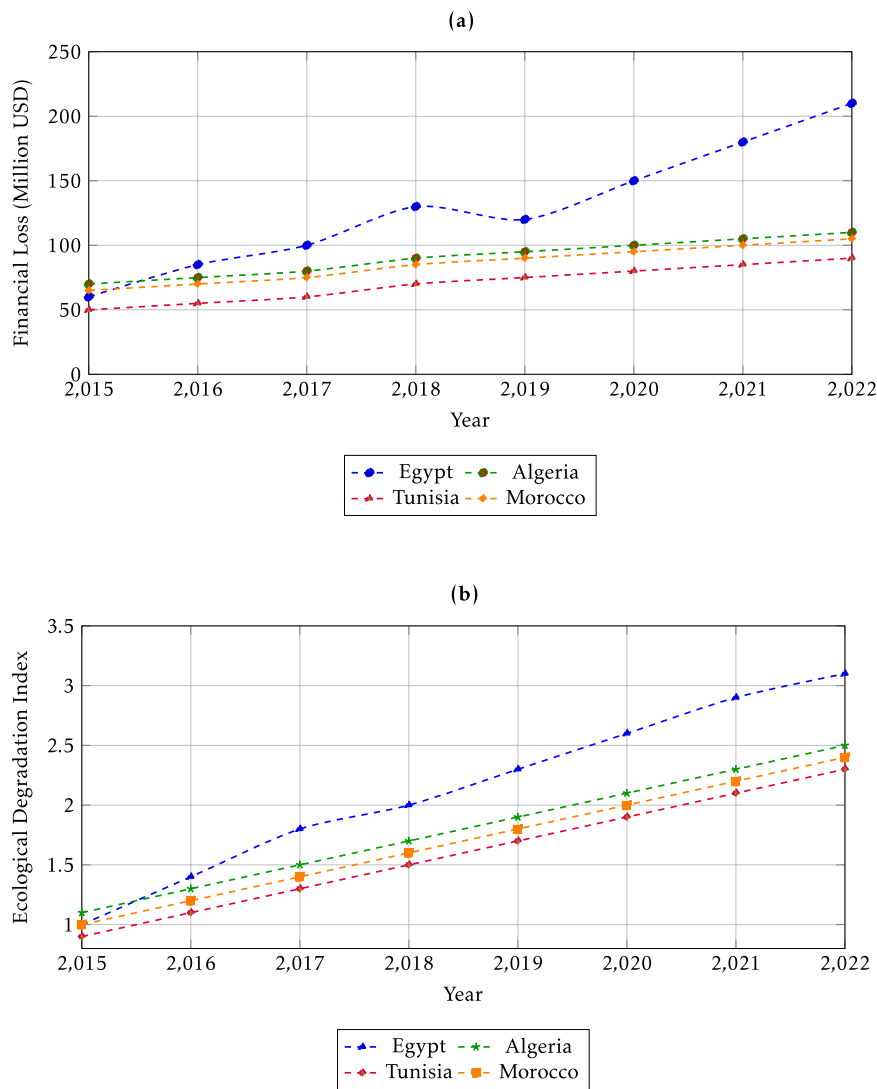 (a)
250
200
150
100
50
0
Financial Loss (Million USD)
2,015 2,016 2,017 2,018 2,019 2,020 2,021 2,022
Year
Egypt Algeria
Tunisia Morocco
(b)
3.5
3
2.5
2
1.5
1
Ecological Degradation Index
2,015 2,016 2,017 2,018 2,019 2,020 2,021 2,022
Year
Egypt Algeria
Tunisia Morocco